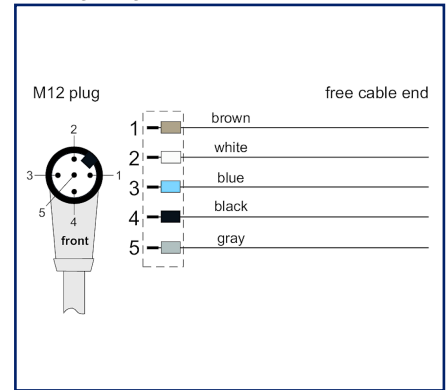 M12 plug
free cable end
2
3
1
5
4
front
1 brown
2 white
3 blue
4 black
5 gray